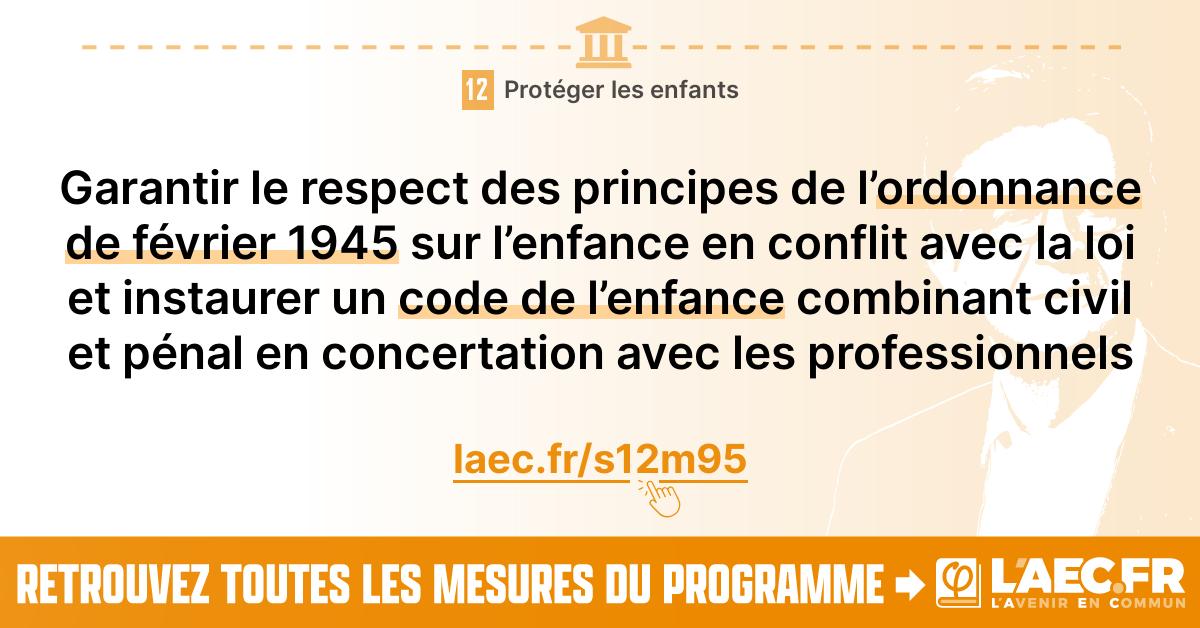 12 Protéger les enfants
Garantir le respect des principes de l’ordonnance
de février 1945 sur l’enfance en conflit avec la loi
et instaurer un code de l’enfance combinant civil
et pénal en concertation avec les professionnels
laec.fr/s12m95
RETROUVEZ TOUTES LES MESURES DU PROGRAMME
φ L'AEC.FR
L'AVENIR EN COMMUN